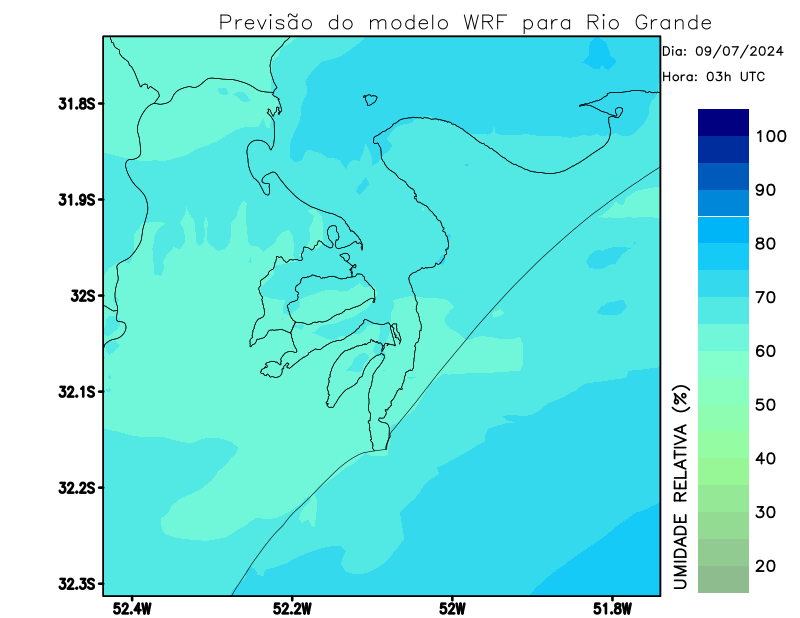 Previsão do modelo WRF para Rio Grande
Dia: 09/07/2024
Hora: 03h UTC
31.8S
31.9S
32S
32.1S
32.2S
32.3S
52.4W
52.2W
52W
51.8W
UMIDADE RELATIVA (%)
100
90
80
70
60
50
40
30
20